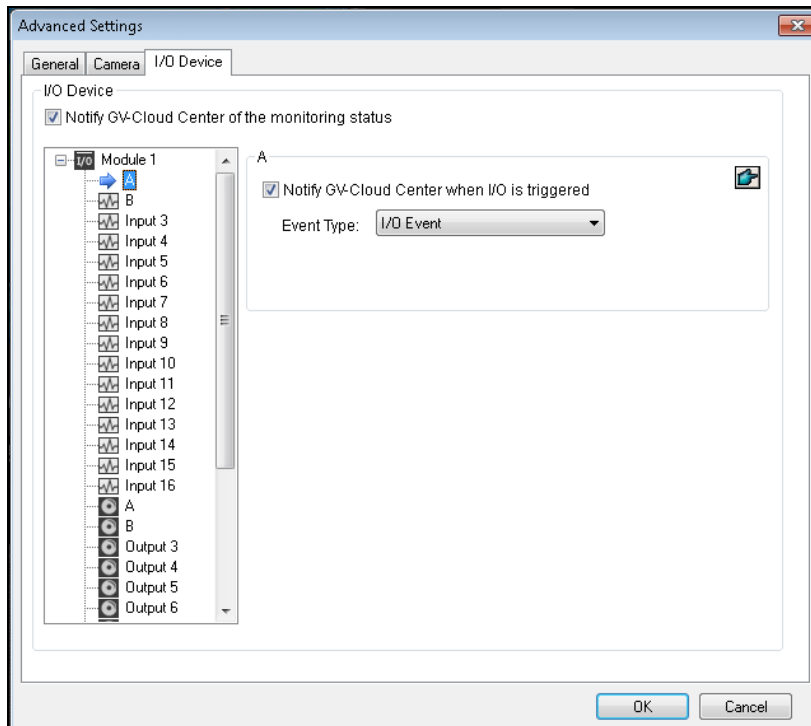 Advanced Settings
General Camera I/O Device
I/O Device
Notify GV-Cloud Center of the monitoring status
I/O Module 1
A
B
Input 3
Input 4
Input 5
Input 6
Input 7
Input 8
Input 9
Input 10
Input 11
Input 12
Input 13
Input 14
Input 15
Input 16
A
B
Output 3
Output 4
Output 5
Output 6
A
Notify GV-Cloud Center when I/O is triggered
Event Type: I/O Event
OK Cancel